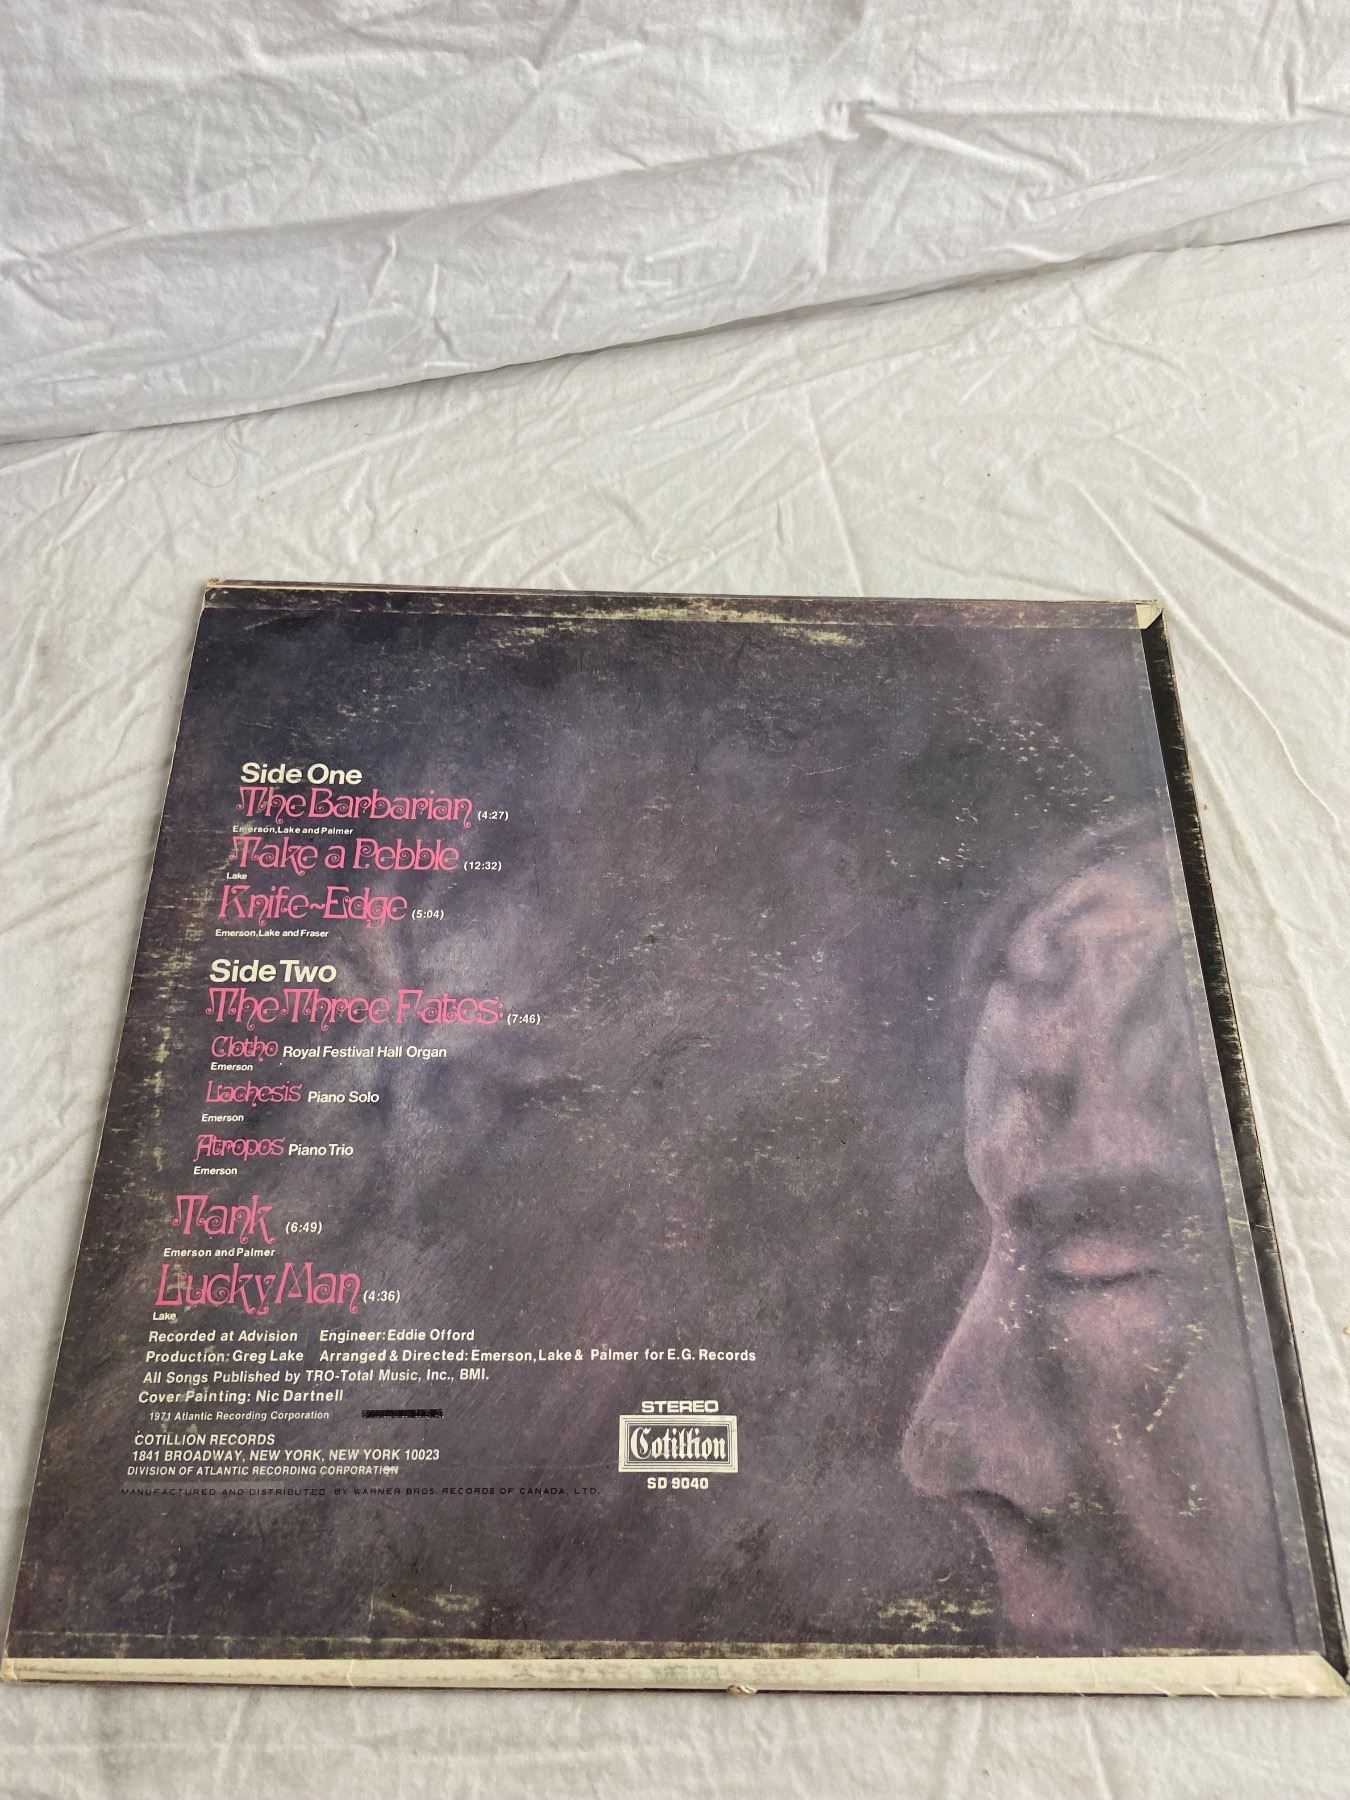 Side One
The Barbarian (4:27)
Emerson, Lake and Palmer
Take a Pebble (12:32)
Lake
Knife~Edge (5:04)
Emerson, Lake and Fraser
Side Two
The Three Fates: (7:46)
Clotho Royal Festival Hall Organ
Emerson
Lachesis Piano Solo
Emerson
Atropos Piano Trio
Emerson
Tank (6:49)
Emerson and Palmer
Lucky Man (4:36)
Lake
Recorded at Advision Engineer: Eddie Offord
Production: Greg Lake Arranged & Directed: Emerson, Lake & Palmer for E.G. Records
All Songs Published by TRO-Total Music, Inc., BMI.
Cover Painting: Nic Dartnell
1971 Atlantic Recording Corporation
COTILLION RECORDS
1841 BROADWAY, NEW YORK, NEW YORK 10023
DIVISION OF ATLANTIC RECORDING CORPORATION
MANUFACTURED AND DISTRIBUTED BY WARNER BROS. RECORDS OF CANADA, LTD.
STEREO
Cotillion
SD 9040